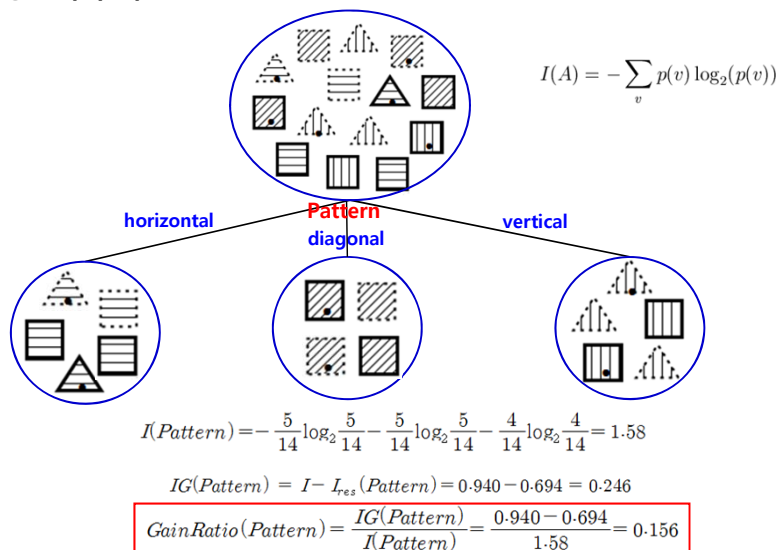 I(A) = -∑_v p(v) log₂(p(v))
Pattern
horizontal
diagonal
vertical
I(Pattern) = - 5/14 log₂ 5/14 - 5/14 log₂ 5/14 - 4/14 log₂ 4/14 = 1.58
IG(Pattern) = I - I_res(Pattern) = 0.940 - 0.694 = 0.246
GainRatio(Pattern) = IG(Pattern)/I(Pattern) = (0.940 - 0.694)/1.58 = 0.156